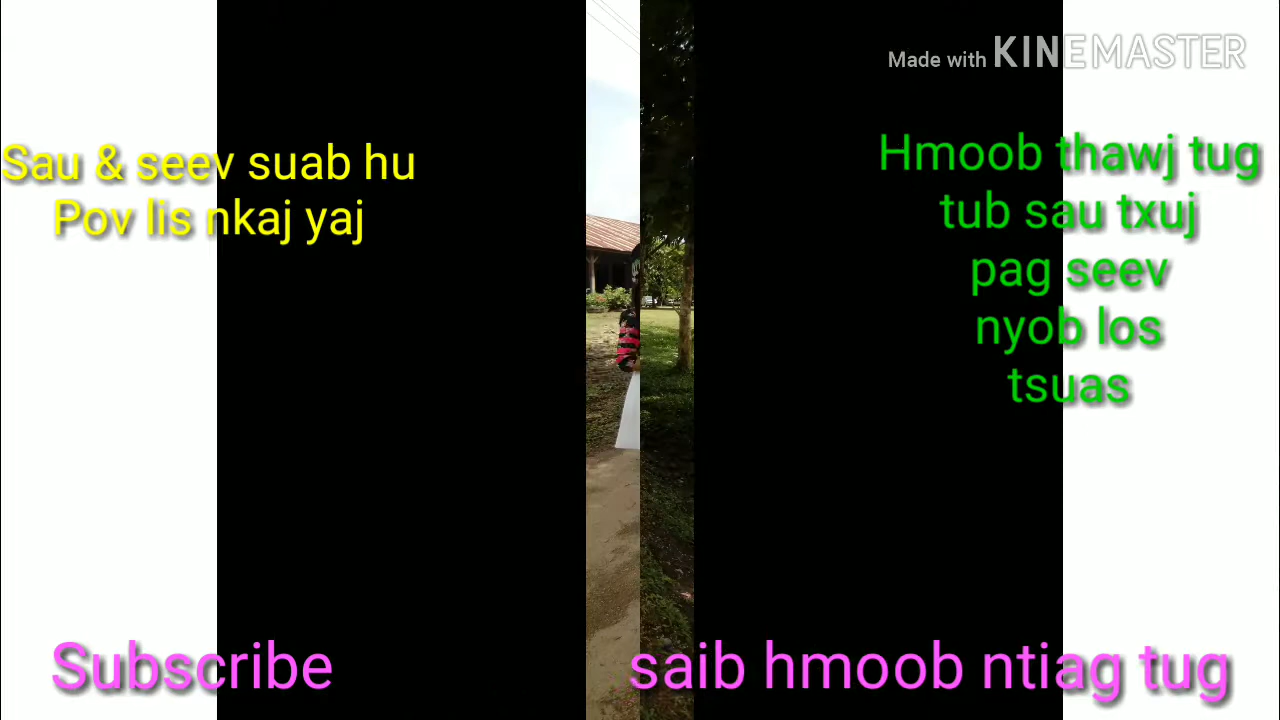 Made with KINEMASTER
Sau & seev suab hu
Pov lis nkaj yaj
Hmoob thawj tug
tub sau txuj
pag seev
nyob los
tsuas
Subscribe
saib hmoob ntiag tug